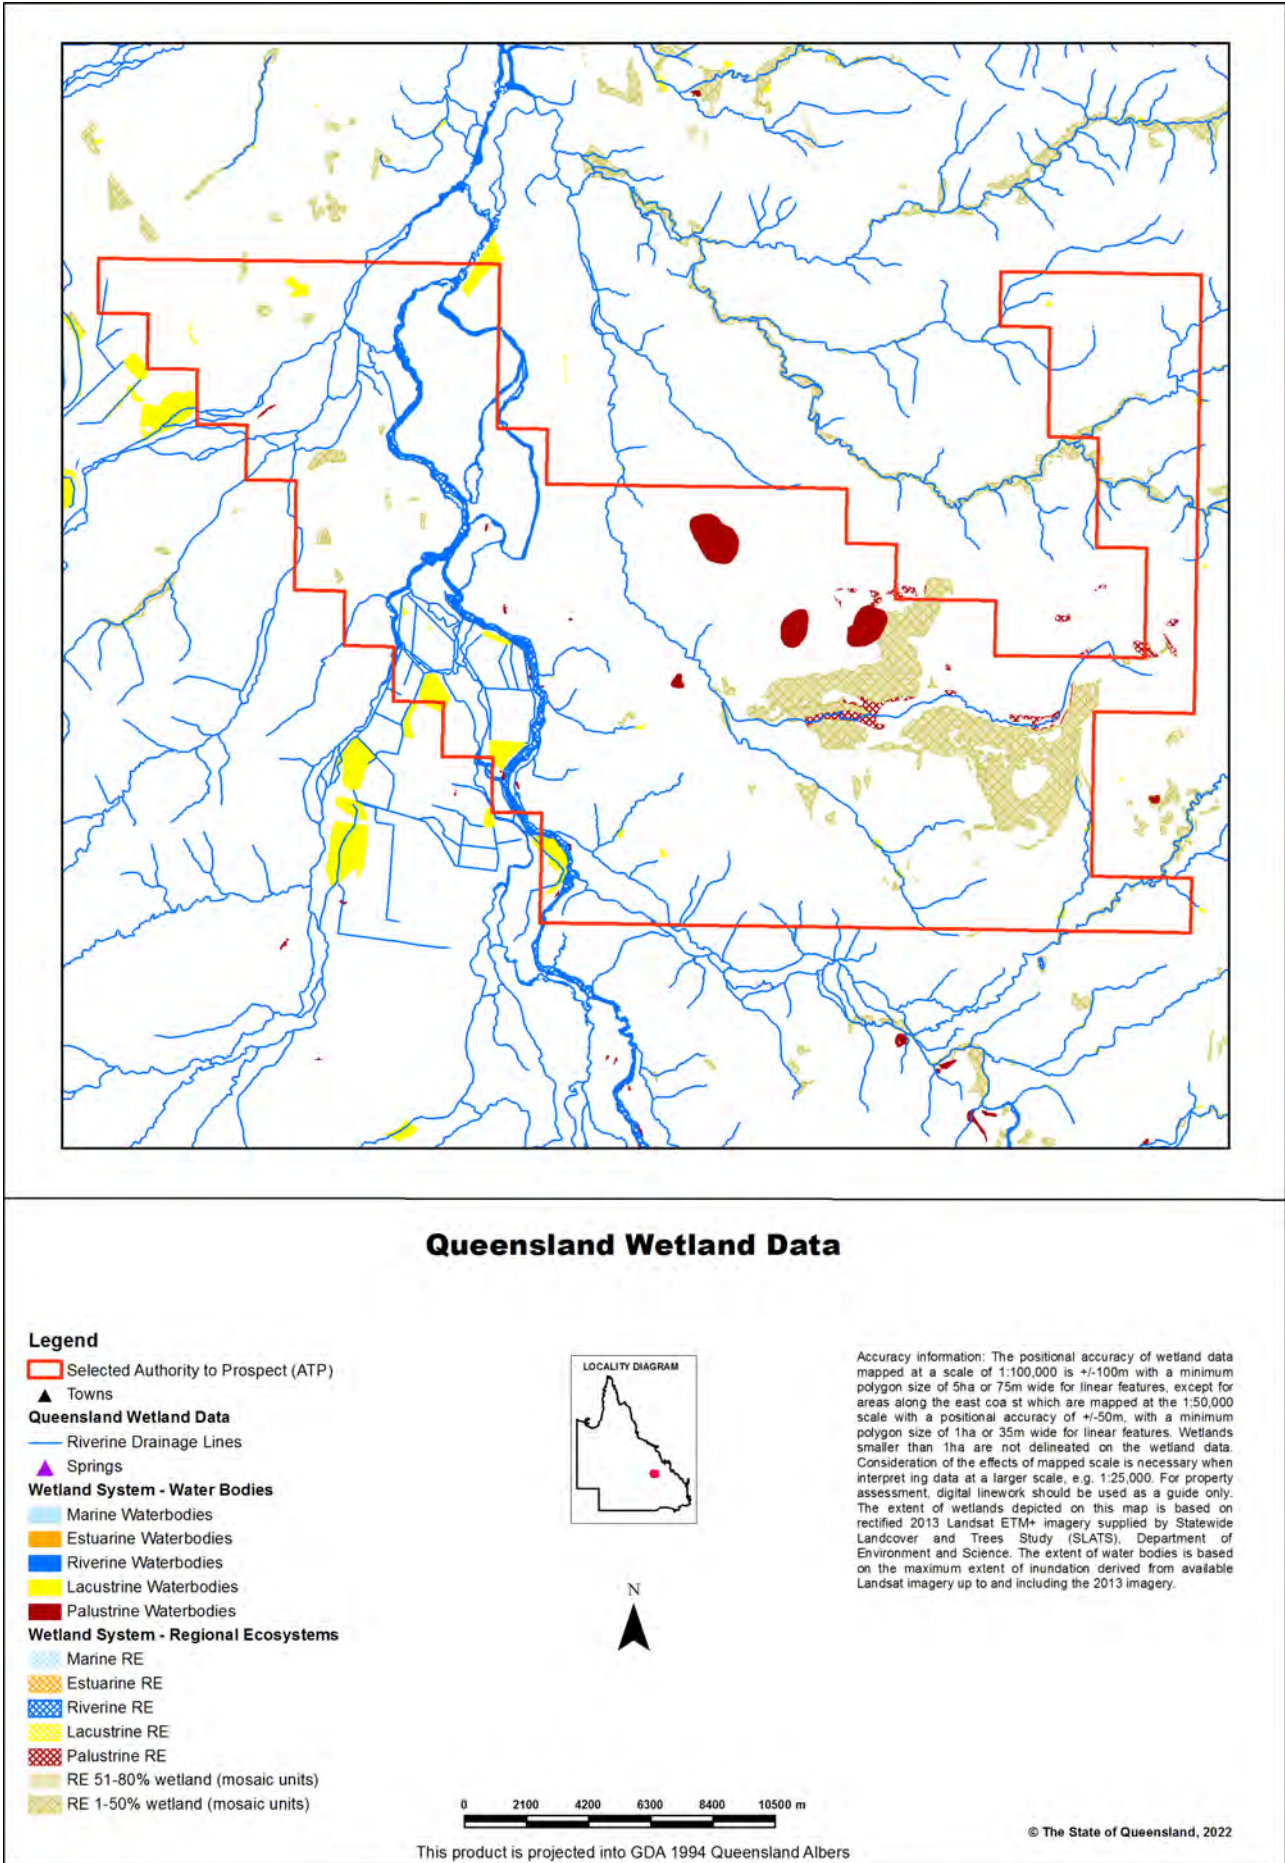 Queensland Wetland Data
Legend
Selected Authority to Prospect (ATP)
Towns
Queensland Wetland Data
Riverine Drainage Lines
Springs
Wetland System - Water Bodies
Marine Waterbodies
Estuarine Waterbodies
Riverine Waterbodies
Lacustrine Waterbodies
Palustrine Waterbodies
Wetland System - Regional Ecosystems
Marine RE
Estuarine RE
Riverine RE
Lacustrine RE
Palustrine RE
RE 51-80% wetland (mosaic units)
RE 1-50% wetland (mosaic units)
LOCALITY DIAGRAM
N
0 2100 4200 6300 8400 10500 m
This product is projected into GDA 1994 Queensland Albers
Accuracy information: The positional accuracy of wetland data
mapped at a scale of 1:100,000 is +/-100m with a minimum
polygon size of 5ha or 75m wide for linear features, except for
areas along the east coa st which are mapped at the 1:50,000
scale with a positional accuracy of +/-50m, with a minimum
polygon size of 1ha or 35m wide for linear features. Wetlands
smaller than 1ha are not delineated on the wetland data.
Consideration of the effects of mapped scale is necessary when
interpret ing data at a larger scale, e.g. 1:25,000. For property
assessment, digital linework should be used as a guide only.
The extent of wetlands depicted on this map is based on
rectified 2013 Landsat ETM+ imagery supplied by Statewide
Landcover and Trees Study (SLATS), Department of
Environment and Science. The extent of water bodies is based
on the maximum extent of inundation derived from available
Landsat imagery up to and including the 2013 imagery.
© The State of Queensland, 2022